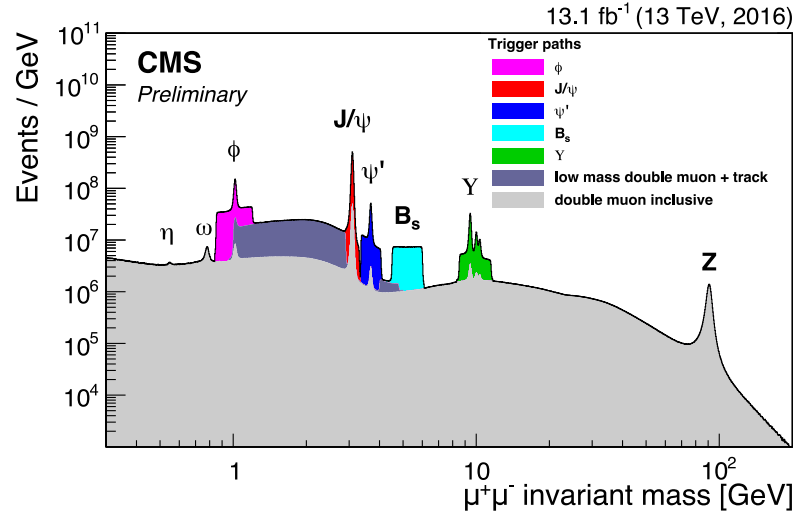 13.1 fb⁻¹ (13 TeV, 2016)
Events / GeV
10¹¹
10¹⁰
10⁹
10⁸
10⁷
10⁶
10⁵
10⁴
CMS
Preliminary
Trigger paths
ϕ
J/ψ
ψ'
Bₛ
Υ
low mass double muon + track
double muon inclusive
η
ω
ϕ
J/ψ
ψ'
Bₛ
Υ
Z
1
10
10²
μ⁺μ⁻ invariant mass [GeV]